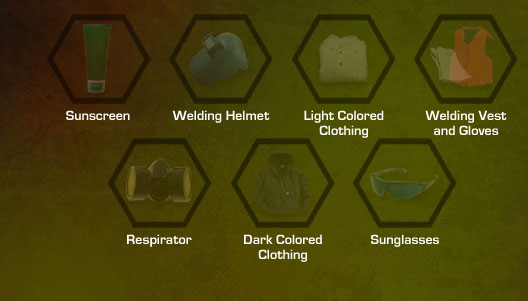 Sunscreen
Welding Helmet
Light Colored
Clothing
Welding Vest
and Gloves
Respirator
Dark Colored
Clothing
Sunglasses